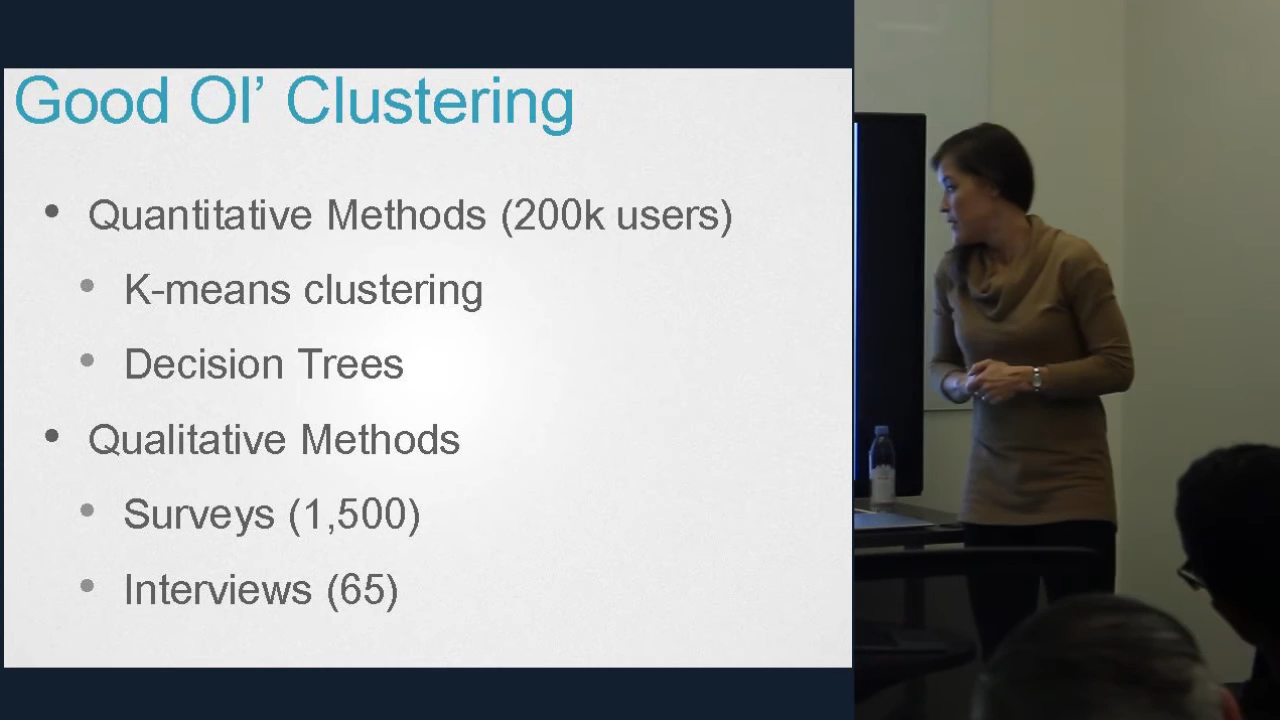 Good Ol’ Clustering
• Quantitative Methods (200k users)
• K-means clustering
• Decision Trees
• Qualitative Methods
• Surveys (1,500)
• Interviews (65)